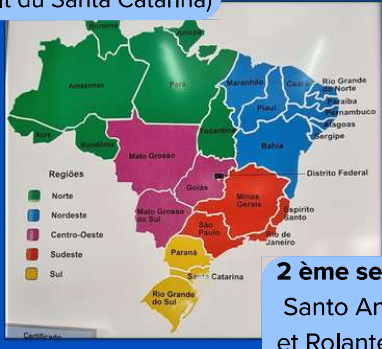 t du Santa Catarina)
Roraima
Amapá
Amazonas
Pará
Maranhão
Ceará
Rio Grande
do Norte
Paraíba
Pernambuco
Alagoas
Sergipe
Piauí
Acre
Rondônia
Tocantins
Bahia
Mato Grosso
Distrito Federal
Goiás
Minas
Gerais
Mato Grosso
do Sul
Espírito
Santo
São
Paulo
Rio de
Janeiro
Paraná
Santa Catarina
Rio Grande
do Sul
Regiões
Norte
Nordeste
Centro-Oeste
Sudeste
Sul
2 ème se
Santo An
et Rolante
Certificado